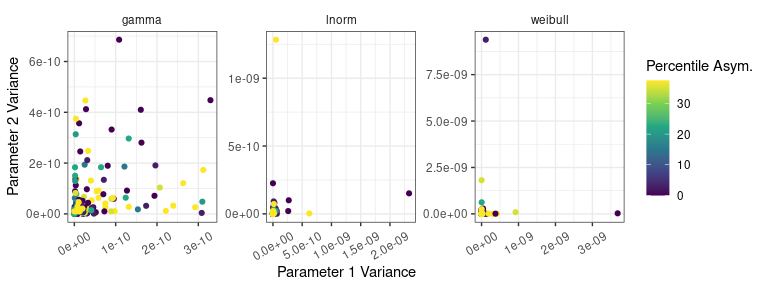 gamma
lnorm
weibull
Parameter 2 Variance
6e-10
4e-10
2e-10
0e+00
1e-09
5e-10
0e+00
7.5e-09
5.0e-09
2.5e-09
0.0e+00
0e+00
1e-10
2e-10
3e-10
0.0e+00
5.0e-10
1.0e-09
1.5e-09
2.0e-09
0e+00
1e-09
2e-09
3e-09
Parameter 1 Variance
Percentile Asym.
30
20
10
0